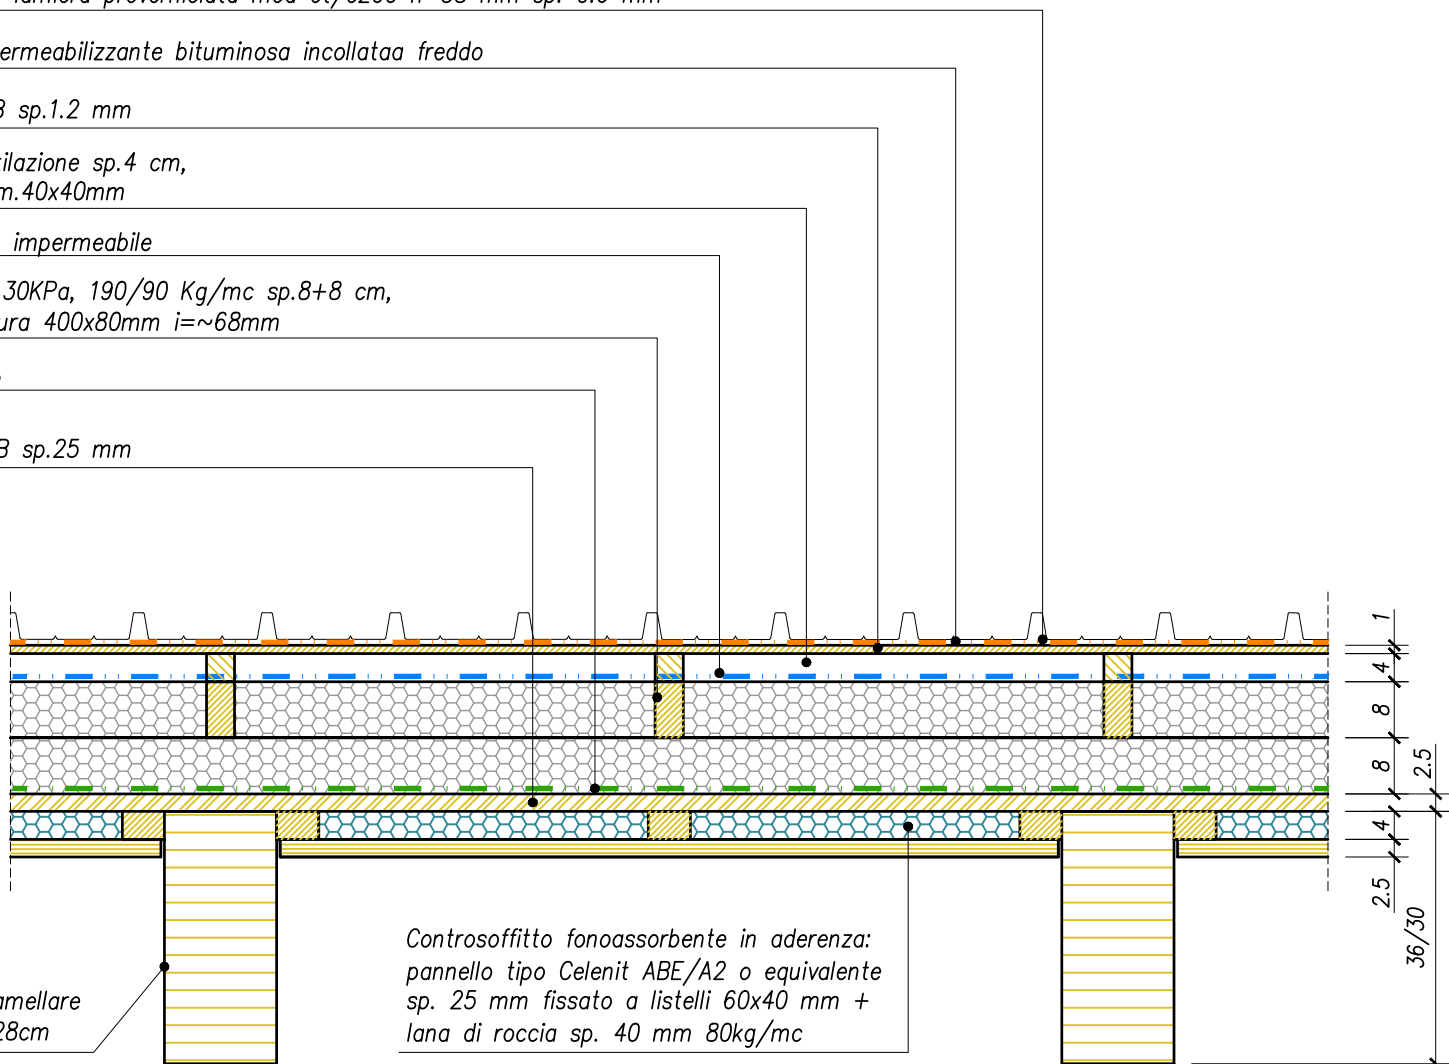 ermeabilizzante bituminosa incollataa freddo
sp.1.2 mm
ilazione sp.4 cm,
m.40x40mm
impermeabile
30KPa, 190/90 Kg/mc sp.8+8 cm,
ura 400x80mm i=~68mm
B sp.25 mm
1
4
8
8
2.5
4
2.5
36/30
Controsoffitto fonoassorbente in aderenza:
pannello tipo Celenit ABE/A2 o equivalente
sp. 25 mm fissato a listelli 60x40 mm +
lana di roccia sp. 40 mm 80kg/mc
amellare
28cm